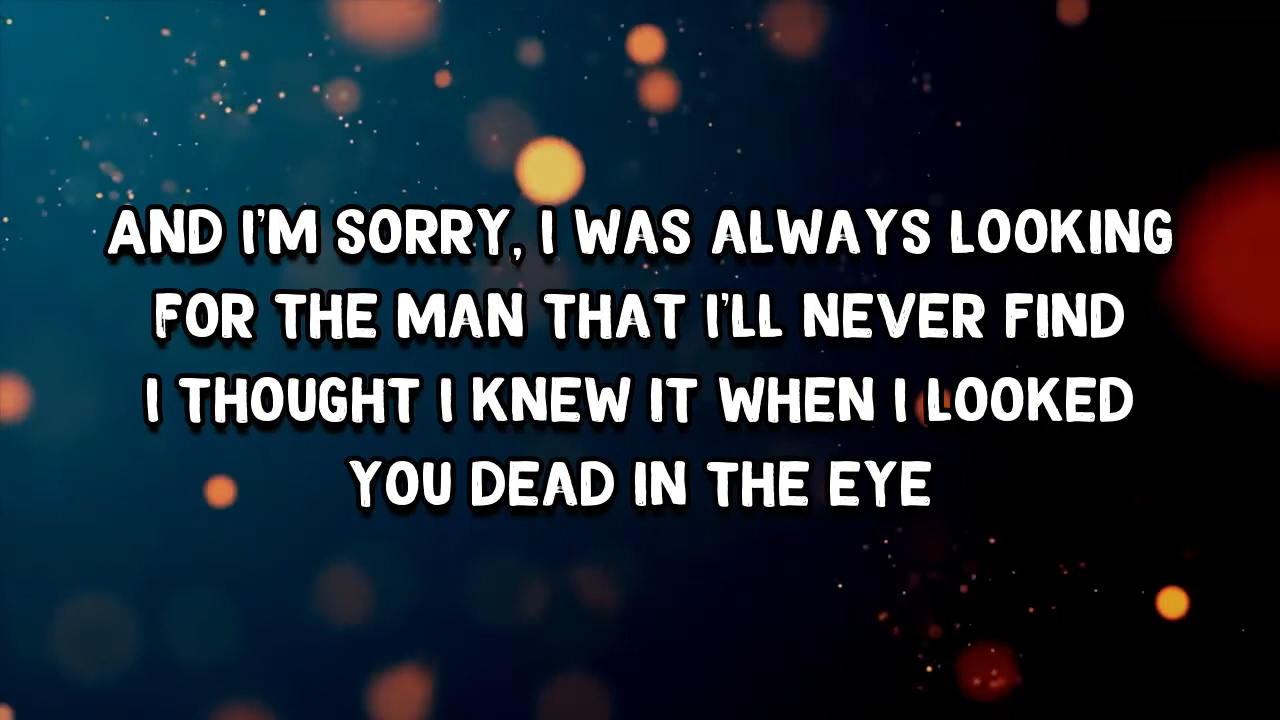 AND I'M SORRY, I WAS ALWAYS LOOKING
FOR THE MAN THAT I'LL NEVER FIND
I THOUGHT I KNEW IT WHEN I LOOKED
YOU DEAD IN THE EYE